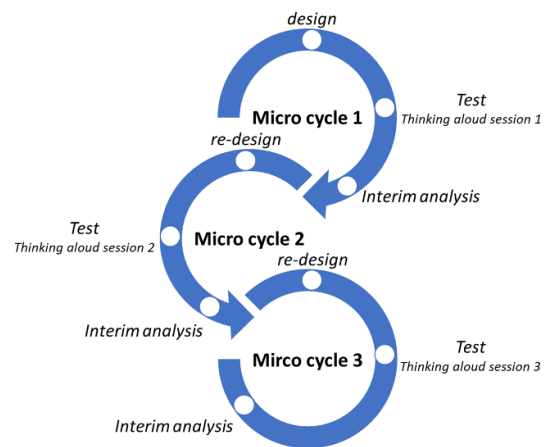 design
Test
Thinking aloud session 1
Micro cycle 1
Interim analysis
re-design
Test
Thinking aloud session 2
Micro cycle 2
Interim analysis
re-design
Test
Thinking aloud session 3
Mirco cycle 3
Interim analysis